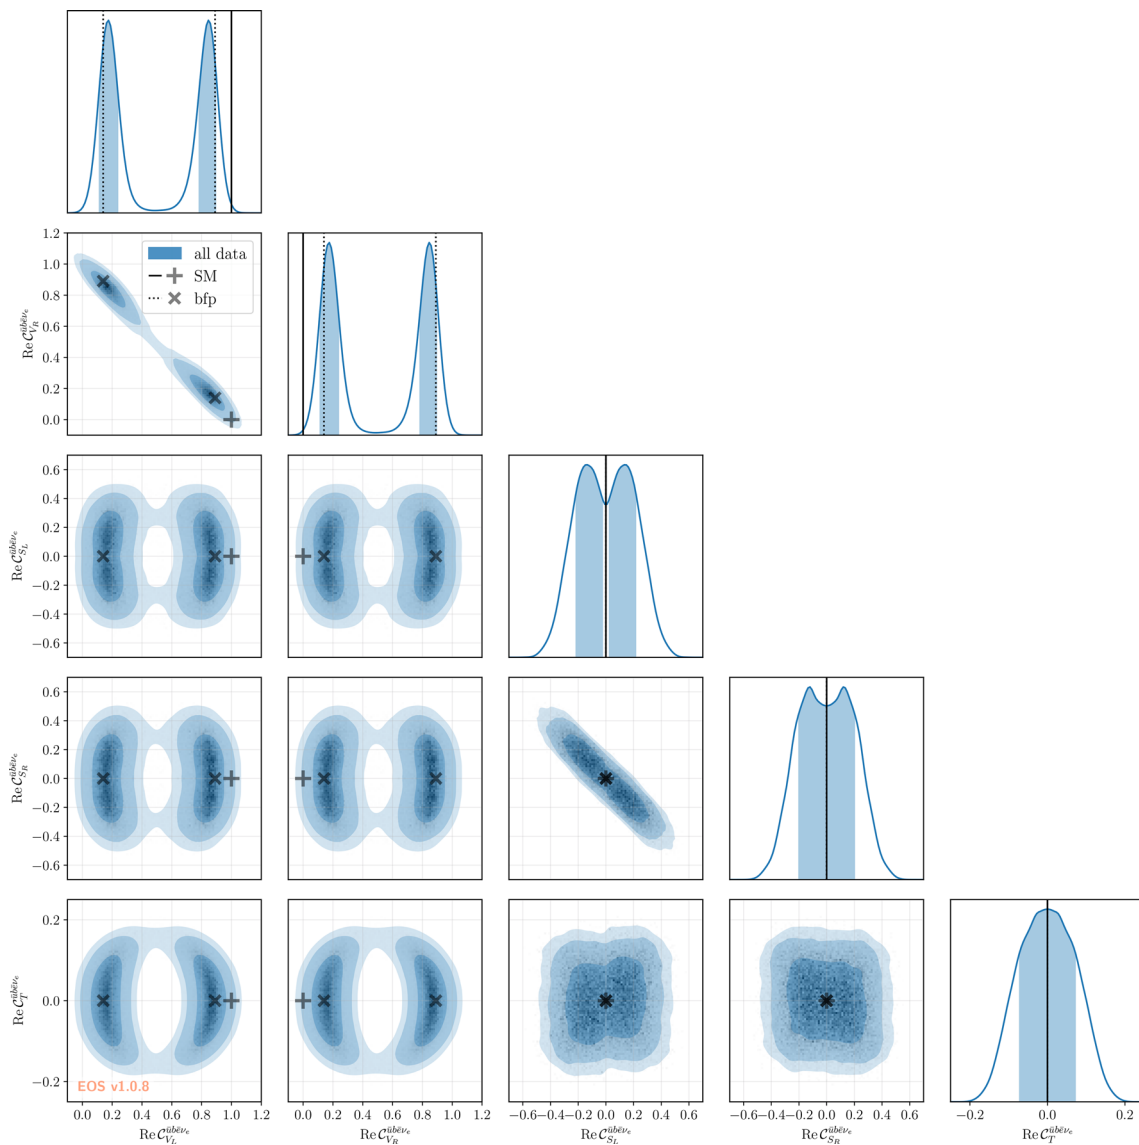 1.2
all data
1.0
SM
0.8
bfp
0.6
0.4
0.2
0.0
Re C_{V_R}^{ūbēν_e}
0.6
0.4
0.2
0.0
−0.2
−0.4
−0.6
Re C_{S_L}^{ūbēν_e}
0.6
0.4
0.2
0.0
−0.2
−0.4
−0.6
Re C_{S_R}^{ūbēν_e}
0.2
0.1
0.0
−0.1
−0.2
Re C_T^{ūbēν_e}
EOS v1.0.8
0.0 0.2 0.4 0.6 0.8 1.0 1.2
0.0 0.2 0.4 0.6 0.8 1.0 1.2
−0.6 −0.4 −0.2 0.0 0.2 0.4 0.6
−0.6 −0.4 −0.2 0.0 0.2 0.4 0.6
−0.2 0.0 0.2
Re C_{V_L}^{ūbēν_e}
Re C_{V_R}^{ūbēν_e}
Re C_{S_L}^{ūbēν_e}
Re C_{S_R}^{ūbēν_e}
Re C_T^{ūbēν_e}